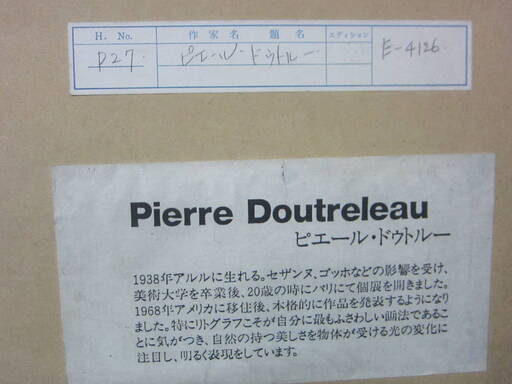 H. No. 作家名 題名 エディション
P27. ピエール・ドゥトルー E-4126.
Pierre Doutreleau
ピエール・ドゥトルー
1938年アルルに生れる。セザンヌ、ゴッホなどの影響を受け、
美術大学を卒業後、20歳の時にパリにて個展を開きました。
1968年アメリカに移住後、本格的に作品を発表するようになり
ました。特にリトグラフこそが自分に最もふさわしい画法であるこ
とに気がつき、自然の持つ美しさを物体が受ける光の変化に
注目し、明るく表現をしています。